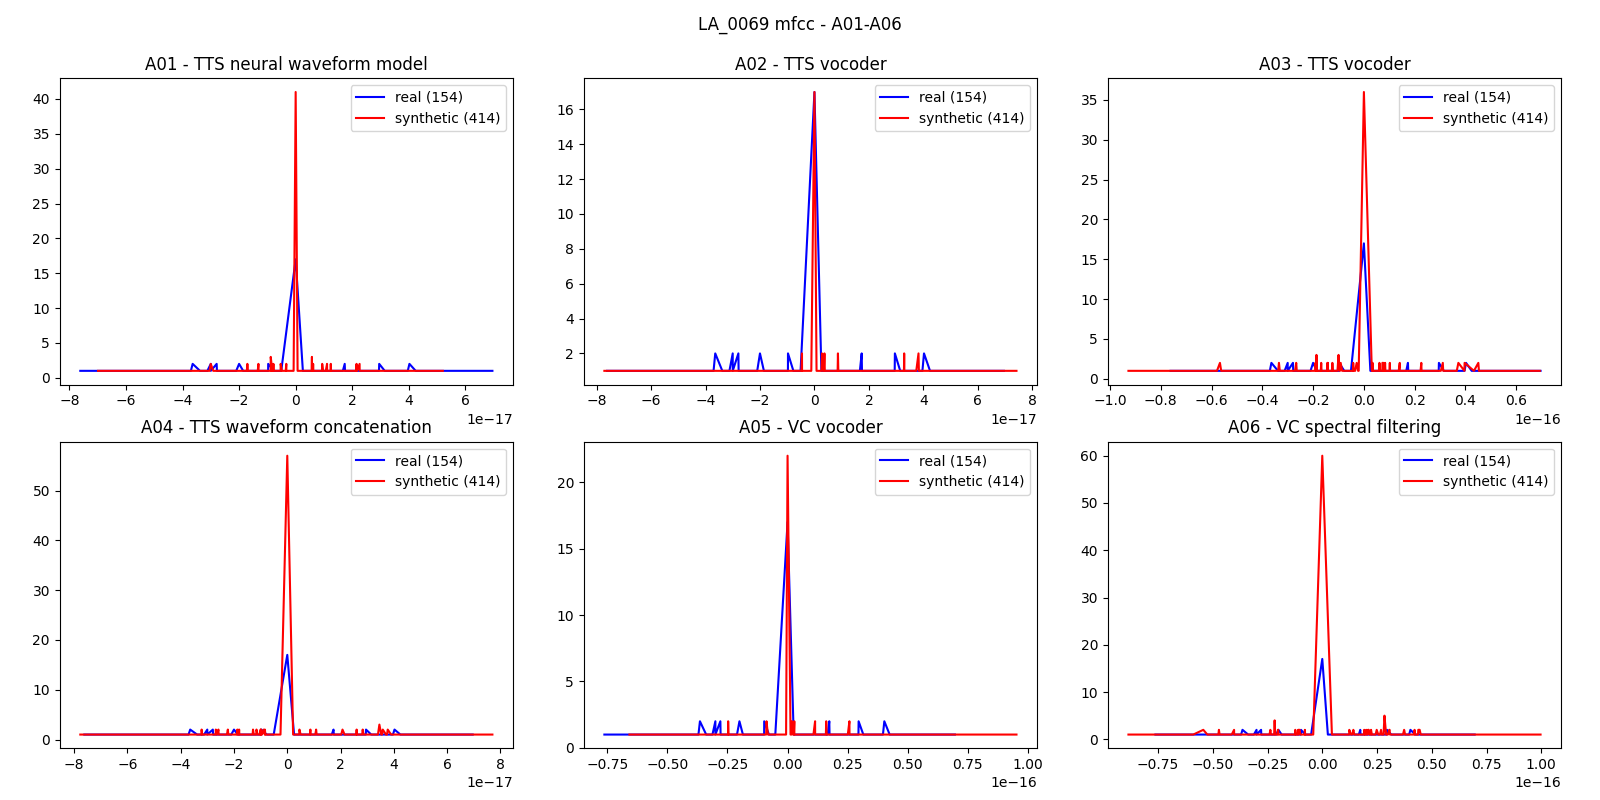 LA_0069 mfcc - A01-A06
A01 - TTS neural waveform model
real (154)
synthetic (414)
40
35
30
25
20
15
10
5
0
−8 −6 −4 −2 0 2 4 6
1e−17
A02 - TTS vocoder
real (154)
synthetic (414)
16
14
12
10
8
6
4
2
−8 −6 −4 −2 0 2 4 6 8
1e−17
A03 - TTS vocoder
real (154)
synthetic (414)
35
30
25
20
15
10
5
0
−1.0 −0.8 −0.6 −0.4 −0.2 0.0 0.2 0.4 0.6
1e−16
A04 - TTS waveform concatenation
real (154)
synthetic (414)
50
40
30
20
10
0
−8 −6 −4 −2 0 2 4 6 8
1e−17
A05 - VC vocoder
real (154)
synthetic (414)
20
15
10
5
0
−0.75 −0.50 −0.25 0.00 0.25 0.50 0.75 1.00
1e−16
A06 - VC spectral filtering
real (154)
synthetic (414)
60
50
40
30
20
10
0
−0.75 −0.50 −0.25 0.00 0.25 0.50 0.75 1.00
1e−16